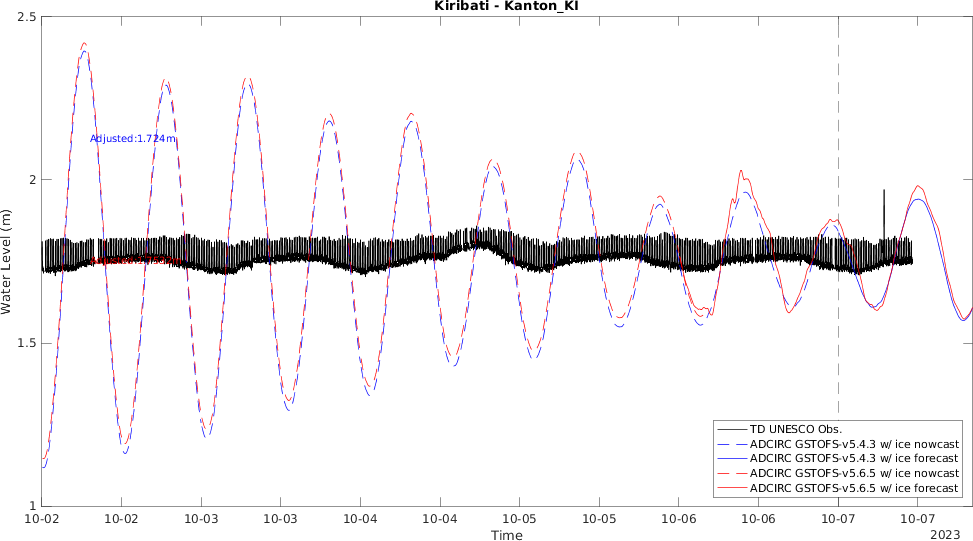 Kiribati - Kanton_KI
2.5
2
1.5
1
Water Level (m)
Adjusted:1.724m
10-02 10-02 10-03 10-03 10-04 10-04 10-05 10-05 10-06 10-06 10-07 10-07
Time
2023
TD UNESCO Obs.
ADCIRC GSTOFS-v5.4.3 w/ ice nowcast
ADCIRC GSTOFS-v5.4.3 w/ ice forecast
ADCIRC GSTOFS-v5.6.5 w/ ice nowcast
ADCIRC GSTOFS-v5.6.5 w/ ice forecast